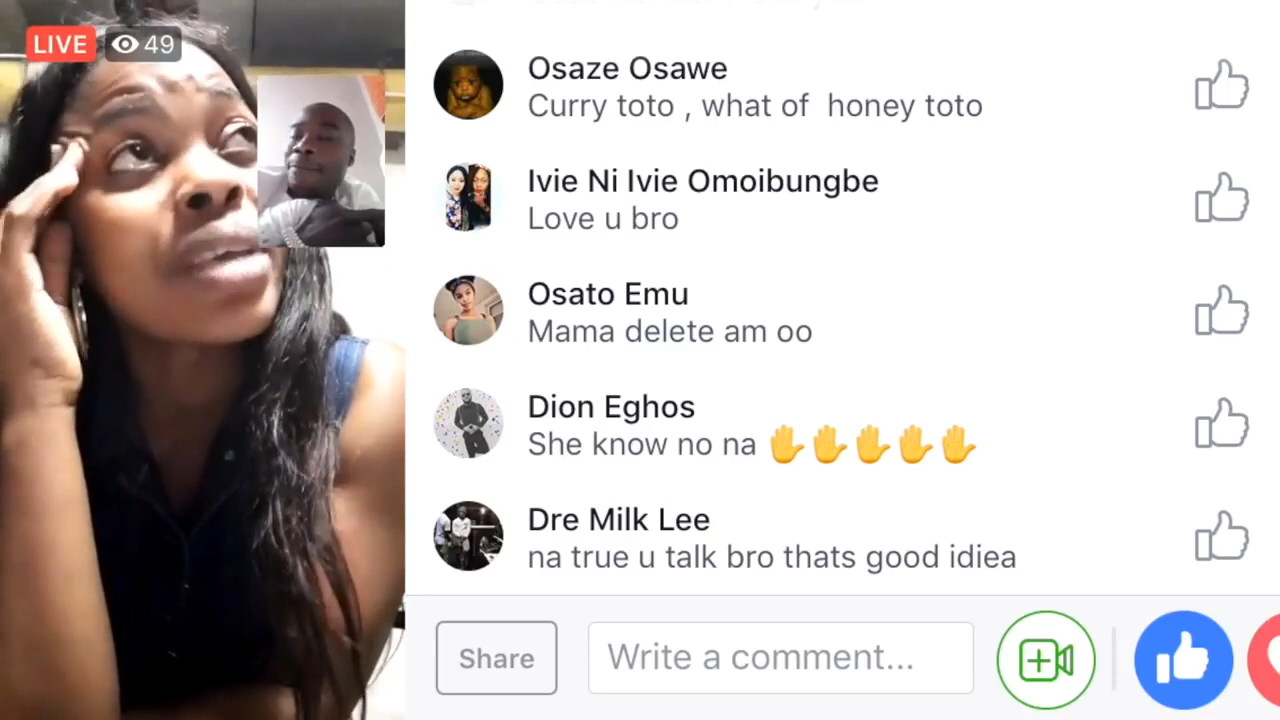 LIVE 49
Osaze Osawe
Curry toto , what of honey toto
Ivie Ni Ivie Omoibungbe
Love u bro
Osato Emu
Mama delete am oo
Dion Eghos
She know no na ✋✋✋✋✋
Dre Milk Lee
na true u talk bro thats good idiea
Share
Write a comment...